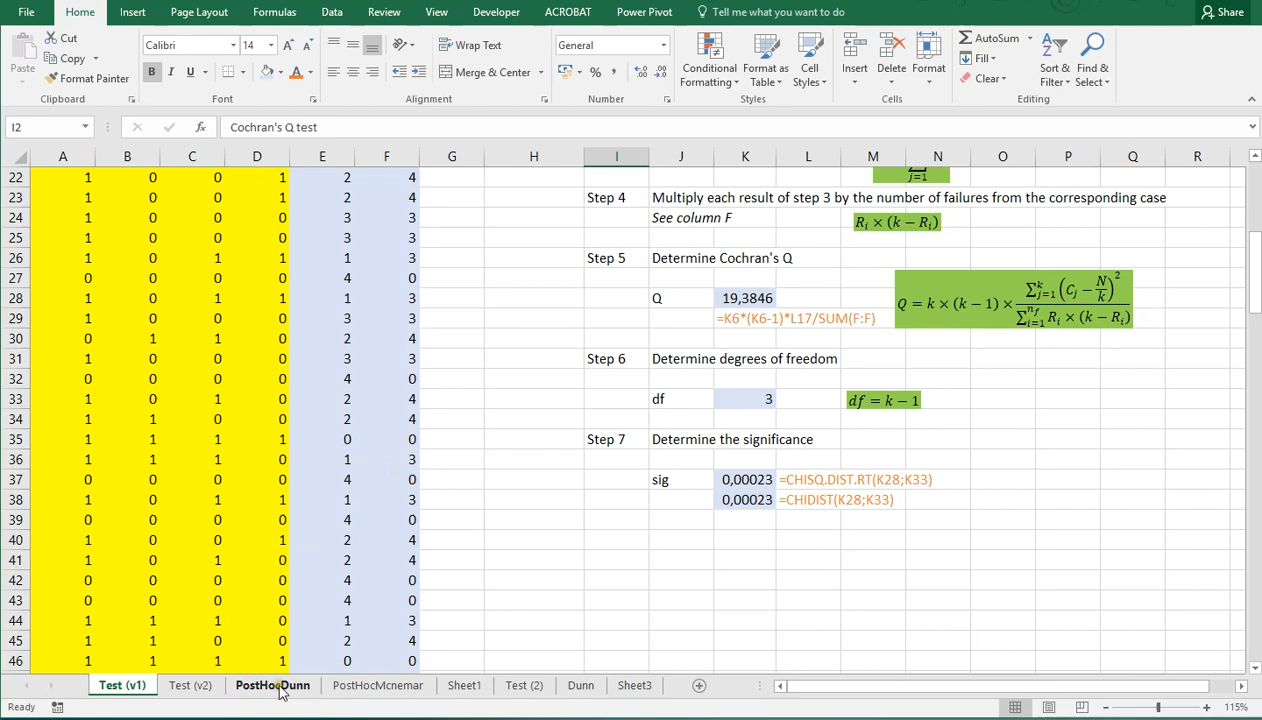 File Home Insert Page Layout Formulas Data Review View Developer ACROBAT Power Pivot Tell me what you want to do Share
Paste Cut Copy Format Painter
Calibri 14 B I U
Wrap Text Merge & Center
General % ,
Conditional Formatting Format as Table Cell Styles
Insert Delete Format
AutoSum Fill Clear Sort & Filter Find & Select
Clipboard Font Alignment Number Styles Cells Editing
I2 fx Cochran's Q test
A B C D E F G H I J K L M N O P Q R
22 1 0 0 1 2 4 j=1
23 1 0 0 1 2 4 Step 4 Multiply each result of step 3 by the number of failures from the corresponding case
24 1 0 0 0 3 3 See column F R_i × (k − R_i)
25 1 0 0 0 3 3
26 1 0 1 1 1 3 Step 5 Determine Cochran's Q
27 0 0 0 0 4 0
28 1 0 1 1 1 3 Q 19,3846 Q = k × (k − 1) × ∑_{j=1}^{k} (C_j − N/k)^2 / ∑_{i=1}^{n_f} R_i × (k − R_i)
29 1 0 0 0 3 3 =K6*(K6-1)*L17/SUM(F:F)
30 0 1 1 0 2 4
31 1 0 0 0 3 3 Step 6 Determine degrees of freedom
32 0 0 0 0 4 0
33 1 0 1 0 2 4 df 3 df = k − 1
34 1 1 0 0 2 4
35 1 1 1 1 0 0 Step 7 Determine the significance
36 1 1 1 0 1 3
37 0 0 0 0 4 0 sig 0,00023 =CHISQ.DIST.RT(K28;K33)
38 1 0 1 1 1 3 0,00023 =CHIDIST(K28;K33)
39 0 0 0 0 4 0
40 1 0 0 1 2 4
41 1 0 1 0 2 4
42 0 0 0 0 4 0
43 0 0 0 0 4 0
44 1 1 1 0 1 3
45 1 1 0 0 2 4
46 1 1 1 1 0 0
Test (v1) Test (v2) PostHocDunn PostHocMcnemar Sheet1 Test (2) Dunn Sheet3
Ready 115%